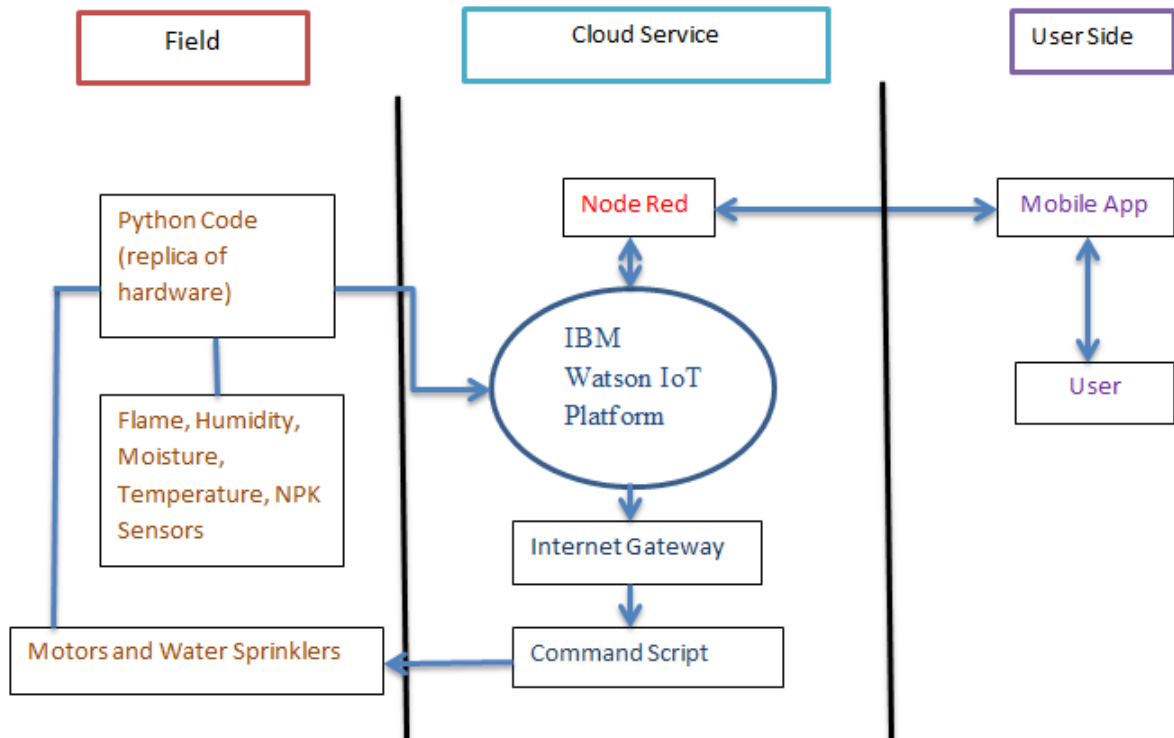 Field
Cloud Service
User Side
Python Code
(replica of
hardware)
Flame, Humidity,
Moisture,
Temperature, NPK
Sensors
Motors and Water Sprinklers
Node Red
IBM
Watson IoT
Platform
Internet Gateway
Command Script
Mobile App
User